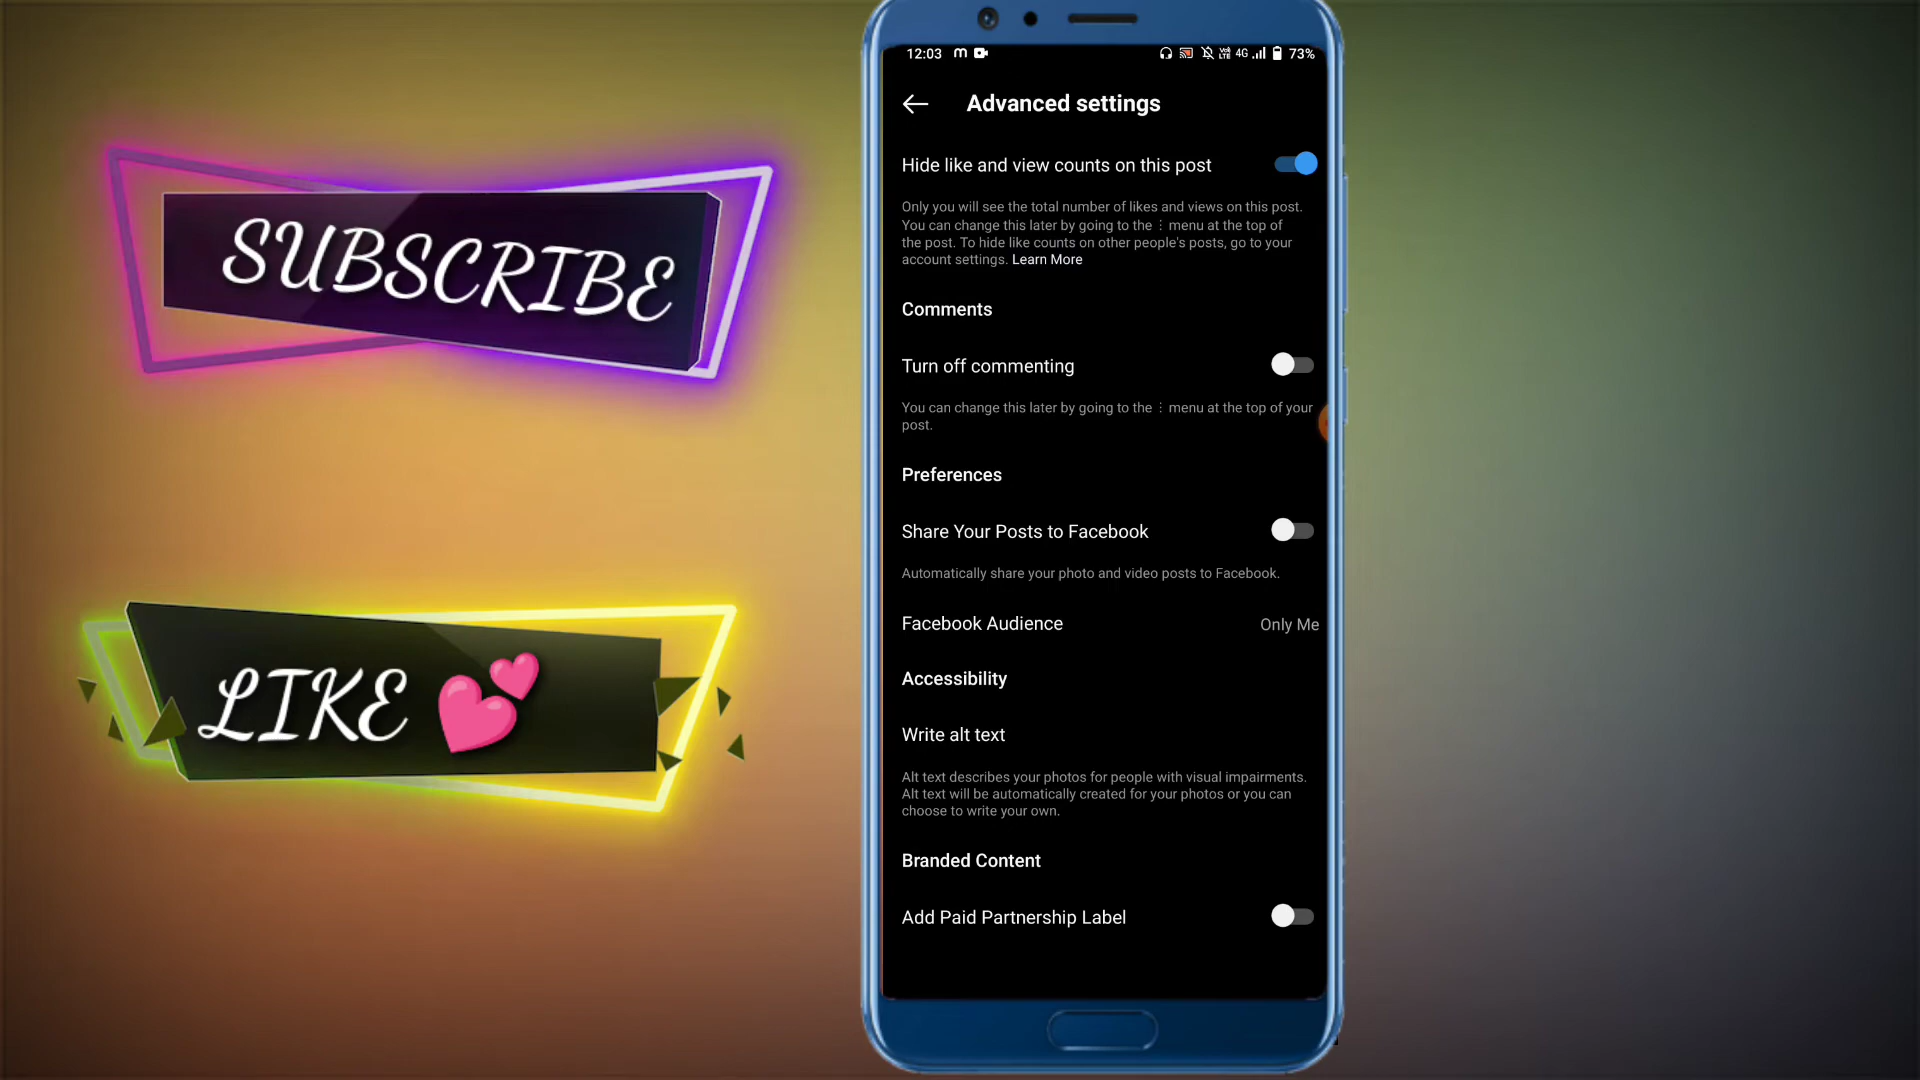 SUBSCRIBE
LIKE 💕
12:03
4G
73%
Advanced settings
Hide like and view counts on this post
Only you will see the total number of likes and views on this post.
You can change this later by going to the ⋮ menu at the top of
the post. To hide like counts on other people's posts, go to your
account settings. Learn More
Comments
Turn off commenting
You can change this later by going to the ⋮ menu at the top of your
post.
Preferences
Share Your Posts to Facebook
Automatically share your photo and video posts to Facebook.
Facebook Audience
Only Me
Accessibility
Write alt text
Alt text describes your photos for people with visual impairments.
Alt text will be automatically created for your photos or you can
choose to write your own.
Branded Content
Add Paid Partnership Label